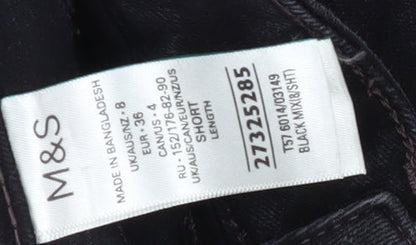 M&S
MADE IN BANGLADESH
UK/AUS/NZ • 8
EUR • 36
CAN/US • 4
RU - 152/176-82-90
UK/AUS/CAN/EUR/NZ/US
SHORT
LENGTH
27325285
T57 6014/03149
BLACK MIX(8/SHT)